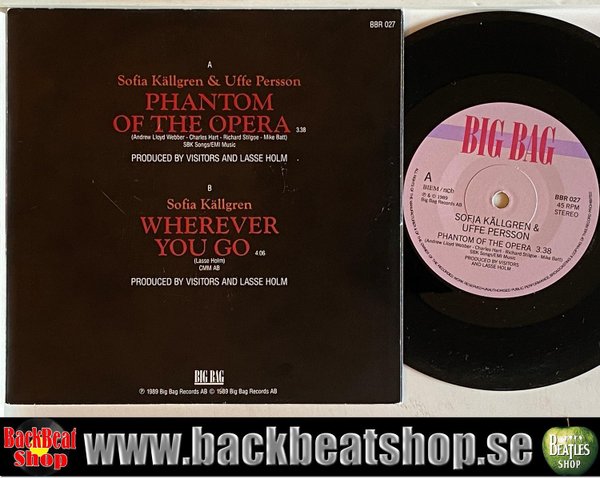 BBR 027
A
Sofia Källgren & Uffe Persson
PHANTOM
OF THE OPERA 3.38
(Andrew Lloyd Webber - Charles Hart - Richard Stilgoe - Mike Batt)
SBK Songs/EMI Music
PRODUCED BY VISITORS AND LASSE HOLM
B
Sofia Källgren
WHEREVER
YOU GO 4.06
(Lasse Holm)
CMM AB
PRODUCED BY VISITORS AND LASSE HOLM
BIG BAG
℗ 1989 Big Bag Records AB © 1989 Big Bag Records AB
BIG BAG
A
BIEM/ncb
℗ & © 1989
Big Bag Records AB
BBR 027
45 RPM
STEREO
SOFIA KÄLLGREN &
UFFE PERSSON
PHANTOM OF THE OPERA 3.38
(Andrew Lloyd Webber - Charles Hart - Richard Stilgoe - Mike Batt)
SBK Songs/EMI Music
PRODUCED BY VISITORS
AND LASSE HOLM
BackBeat
Shop
www.backbeatshop.se
BEATLES
SHOP